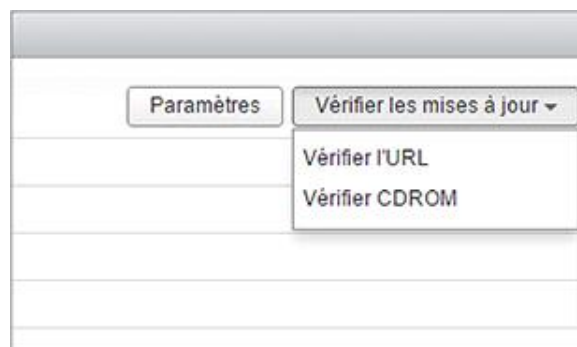 Paramètres Vérifier les mises à jour
Vérifier l'URL
Vérifier CDROM